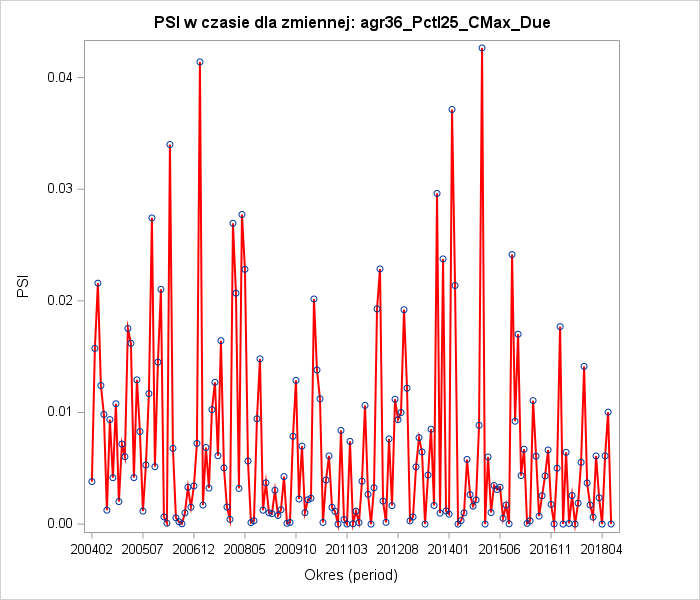 PSI w czasie dla zmiennej: agr36_Pctl25_CMax_Due
PSI
0.04
0.03
0.02
0.01
0.00
200402 200507 200612 200805 200910 201103 201208 201401 201506 201611 201804
Okres (period)